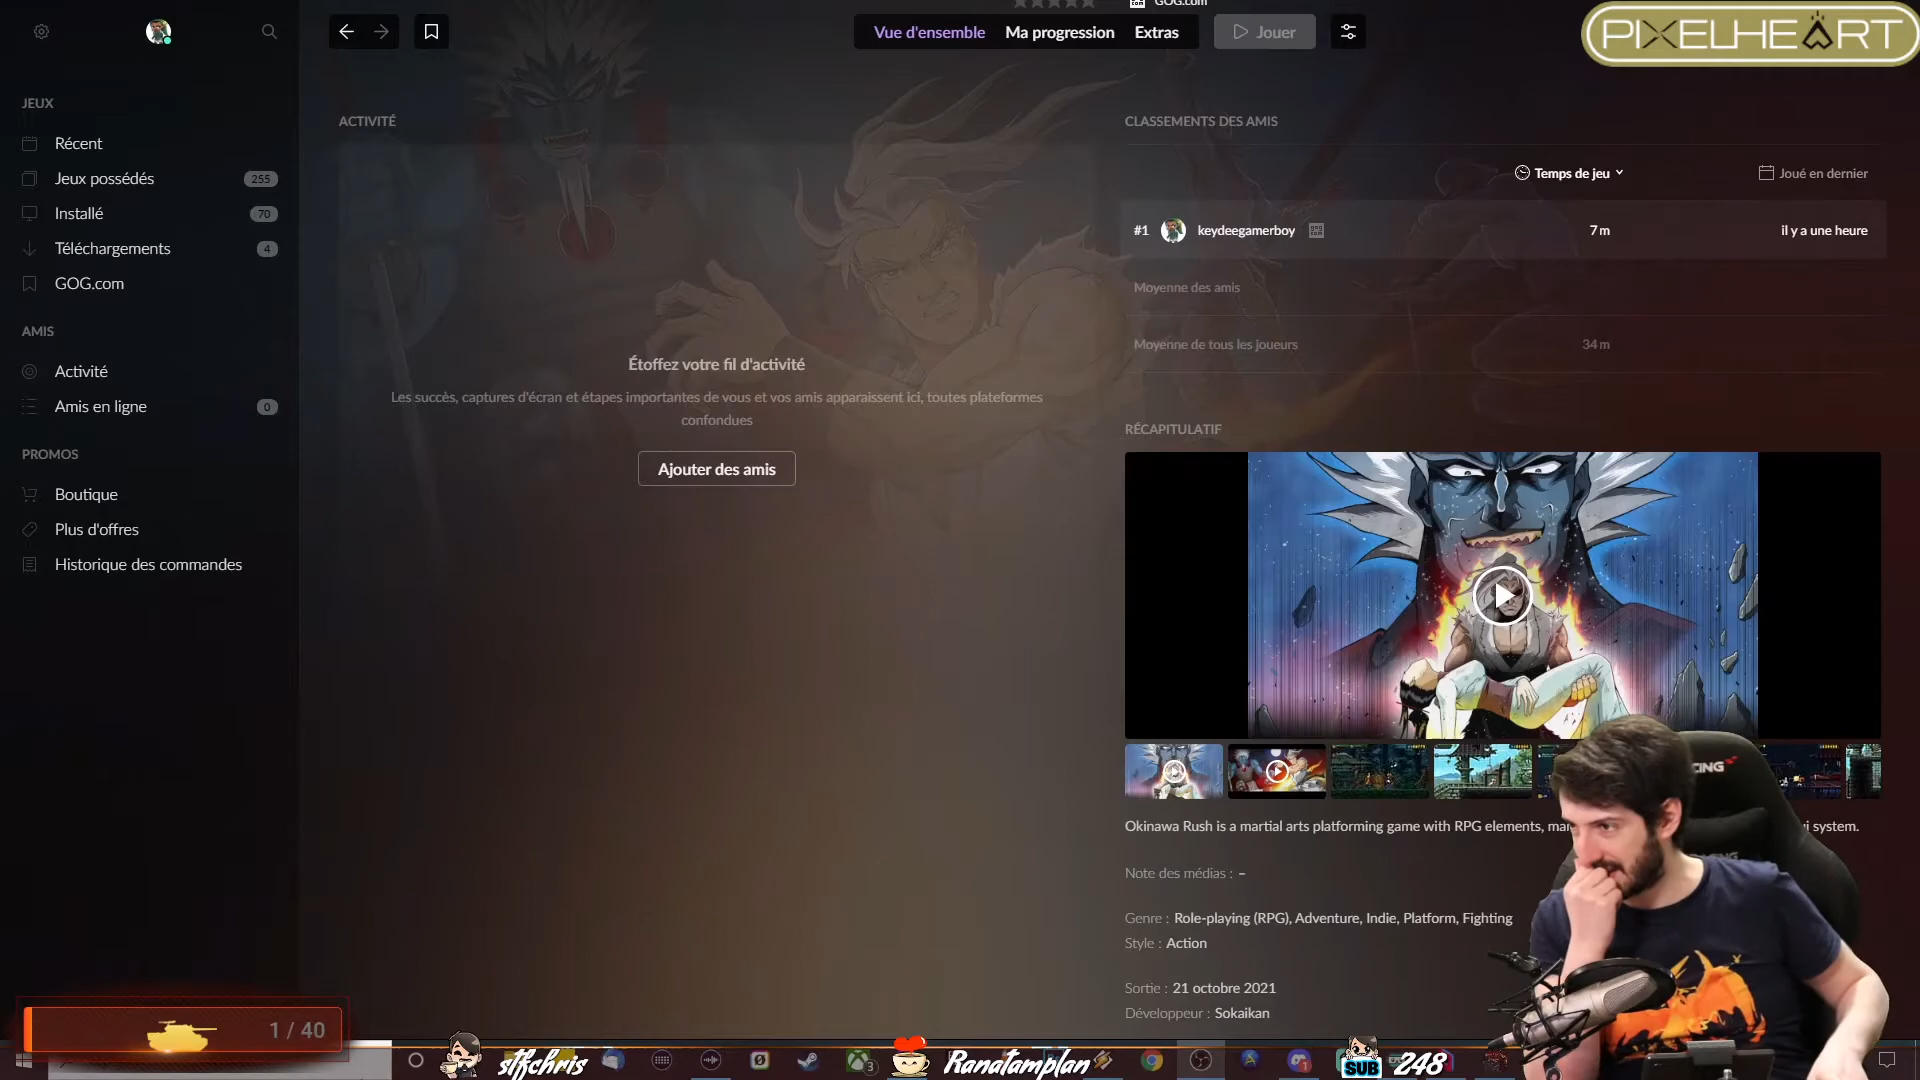 GOG.com
PIXELHEART
Vue d'ensemble
Ma progression
Extras
Jouer
JEUX
Récent
Jeux possédés 255
Installé 70
Téléchargements 4
GOG.com
AMIS
Activité
Amis en ligne 0
PROMOS
Boutique
Plus d'offres
Historique des commandes
ACTIVITÉ
Étoffez votre fil d'activité
Les succès, captures d'écran et étapes importantes de vous et vos amis apparaissent ici, toutes plateformes
confondues
Ajouter des amis
CLASSEMENTS DES AMIS
Temps de jeu
Joué en dernier
#1 keydeegamerboy 7 m il y a une heure
Moyenne des amis
Moyenne de tous les joueurs 34 m
RÉCAPITULATIF
Okinawa Rush is a martial arts platforming game with RPG elements, system.
Note des médias : –
Genre : Role-playing (RPG), Adventure, Indie, Platform, Fighting
Style : Action
Sortie : 21 octobre 2021
Développeur : Sokaikan
1 / 40
stfchris
Ranatamplan
SUB 248
3
1